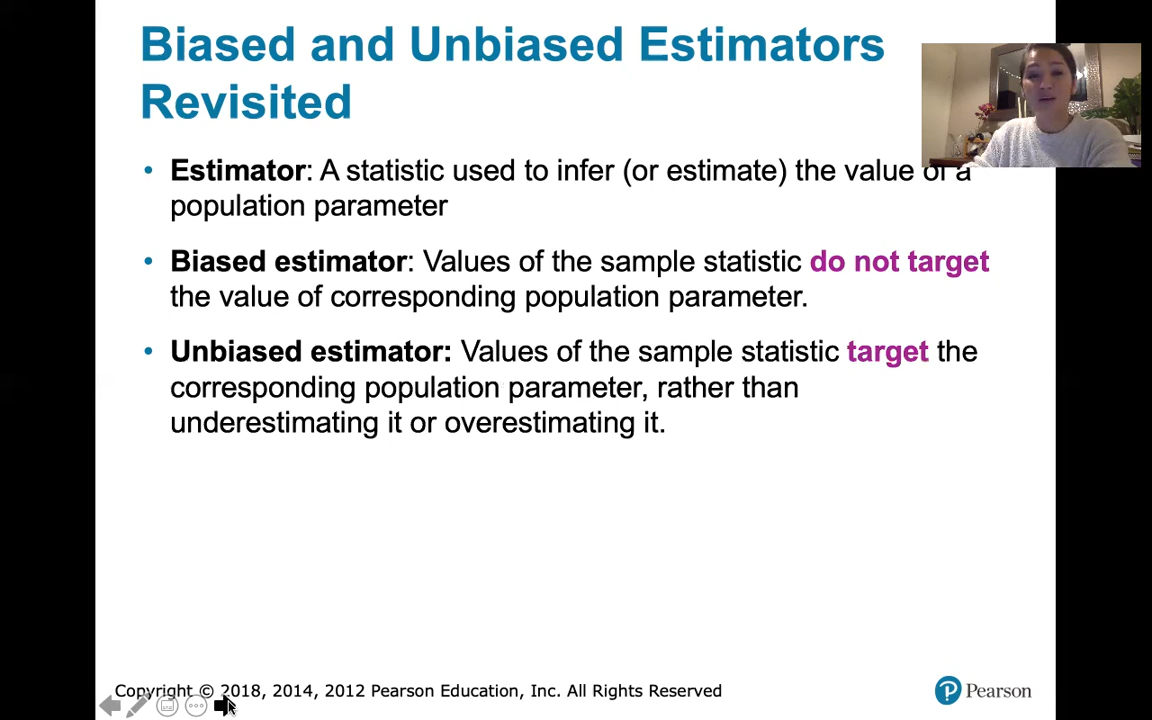 Biased and Unbiased Estimators
Revisited
• Estimator: A statistic used to infer (or estimate) the value of a
population parameter
• Biased estimator: Values of the sample statistic do not target
the value of corresponding population parameter.
• Unbiased estimator: Values of the sample statistic target the
corresponding population parameter, rather than
underestimating it or overestimating it.
Copyright © 2018, 2014, 2012 Pearson Education, Inc. All Rights Reserved
Pearson